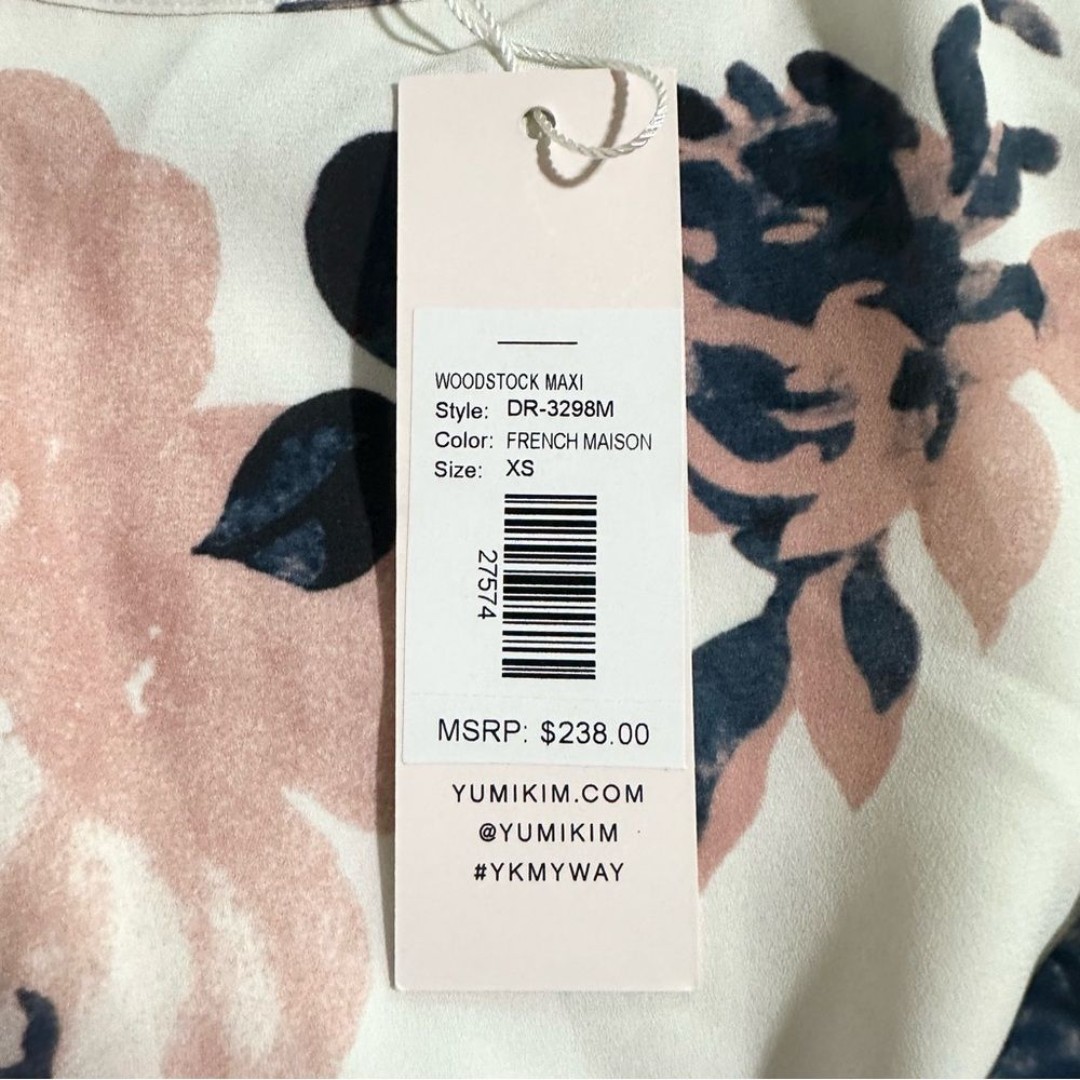 WOODSTOCK MAXI
Style: DR-3298M
Color: FRENCH MAISON
Size: XS
27574
MSRP: $238.00
YUMIKIM.COM
@YUMIKIM
#YKMYWAY